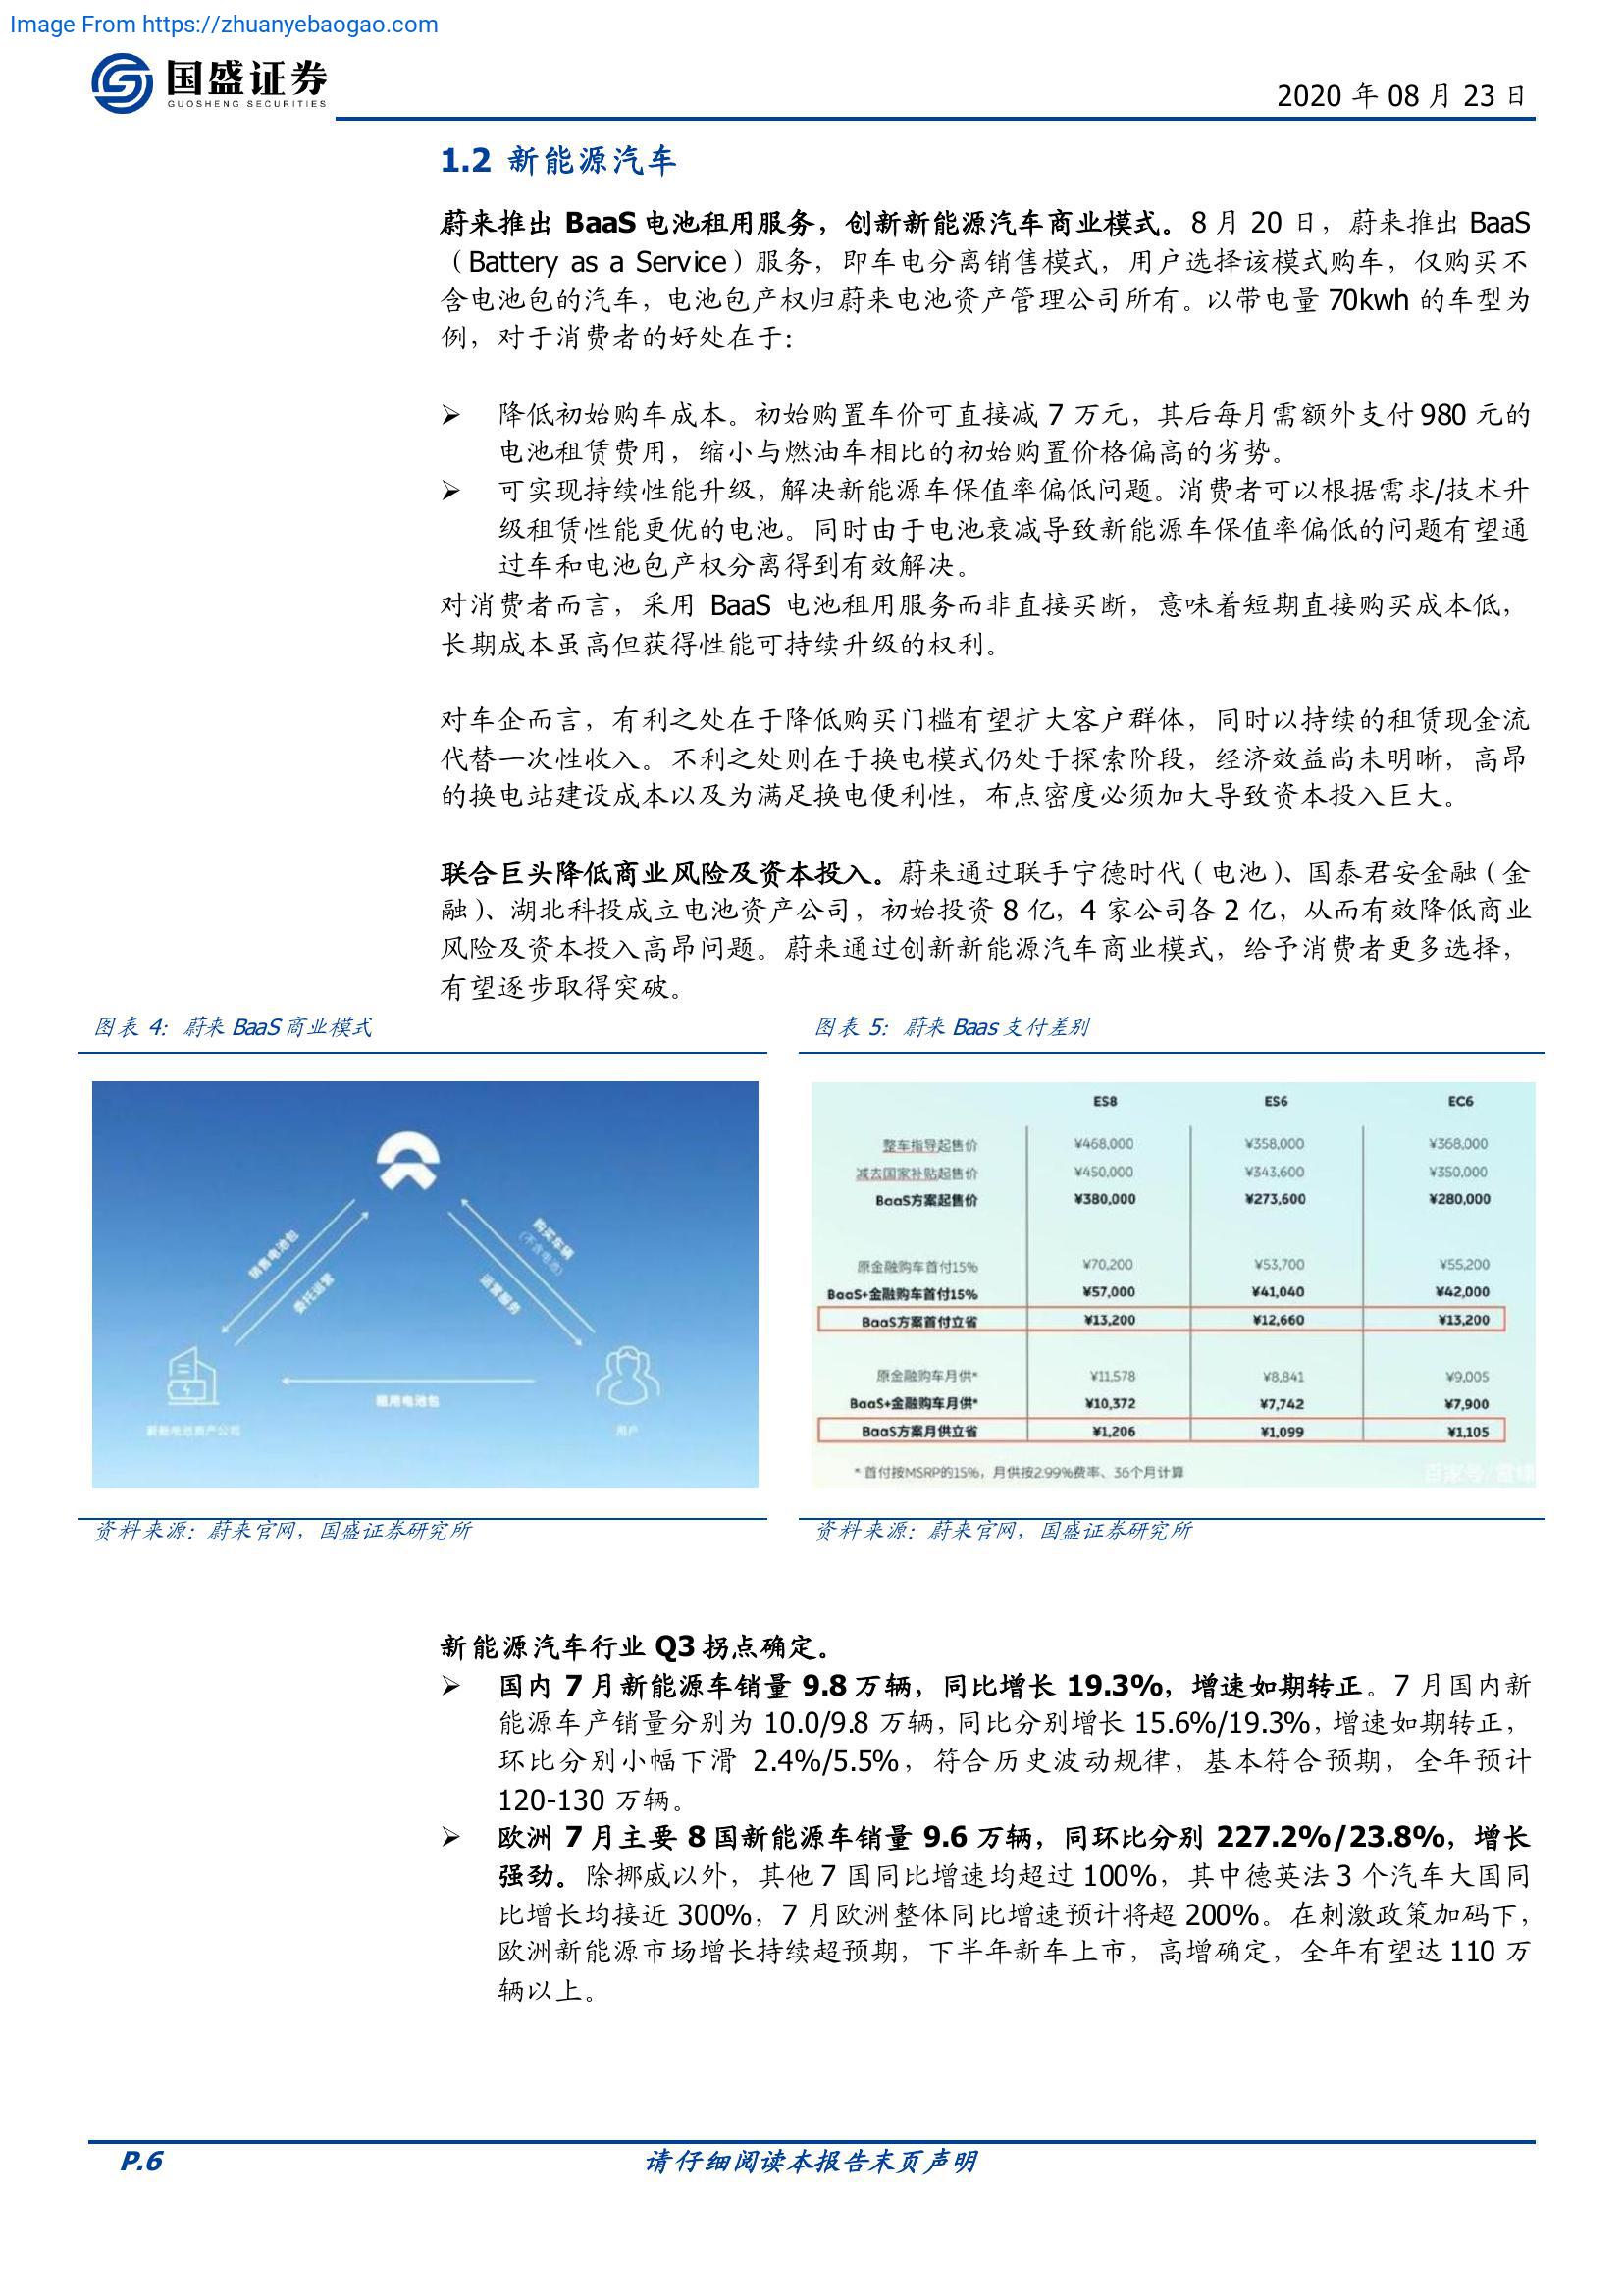 Image From https://zhuanyebaogao.com
国盛证券
GUOSHENG SECURITIES
2020 年 08 月 23 日
1.2 新能源汽车
蔚来推出 BaaS 电池租用服务，创新新能源汽车商业模式。8 月 20 日，蔚来推出 BaaS
（Battery as a Service）服务，即车电分离销售模式，用户选择该模式购车，仅购买不
含电池包的汽车，电池包产权归蔚来电池资产管理公司所有。以带电量 70kwh 的车型为
例，对于消费者的好处在于：
➢ 降低初始购车成本。初始购置车价可直接减 7 万元，其后每月需额外支付 980 元的
电池租赁费用，缩小与燃油车相比的初始购置价格偏高的劣势。
➢ 可实现持续性能升级，解决新能源车保值率偏低问题。消费者可以根据需求/技术升
级租赁性能更优的电池。同时由于电池衰减导致新能源车保值率偏低的问题有望通
过车和电池包产权分离得到有效解决。
对消费者而言，采用 BaaS 电池租用服务而非直接买断，意味着短期直接购买成本低，
长期成本虽高但获得性能可持续升级的权利。
对车企而言，有利之处在于降低购买门槛有望扩大客户群体，同时以持续的租赁现金流
代替一次性收入。不利之处则在于换电模式仍处于探索阶段，经济效益尚未明晰，高昂
的换电站建设成本以及为满足换电便利性，布点密度必须加大导致资本投入巨大。
联合巨头降低商业风险及资本投入。蔚来通过联手宁德时代（电池）、国泰君安金融（金
融）、湖北科投成立电池资产公司，初始投资 8 亿，4 家公司各 2 亿，从而有效降低商业
风险及资本投入高昂问题。蔚来通过创新新能源汽车商业模式，给予消费者更多选择，
有望逐步取得突破。
图表 4：蔚来 BaaS 商业模式
销售电池包
委托运营
购买车辆
（不含电池）
运营服务
租用电池包
电池资产公司
用户
资料来源：蔚来官网，国盛证券研究所
图表 5：蔚来 Baas 支付差别
ES8 ES6 EC6
整车指导起售价 ¥468,000 ¥358,000 ¥368,000
减去国家补贴起售价 ¥450,000 ¥343,600 ¥350,000
BaaS方案起售价 ¥380,000 ¥273,600 ¥280,000
原金融购车首付15% ¥70,200 ¥53,700 ¥55,200
BaaS+金融购车首付15% ¥57,000 ¥41,040 ¥42,000
BaaS方案首付立省 ¥13,200 ¥12,660 ¥13,200
原金融购车月供* ¥11,578 ¥8,841 ¥9,005
BaaS+金融购车月供* ¥10,372 ¥7,742 ¥7,900
BaaS方案月供立省 ¥1,206 ¥1,099 ¥1,105
* 首付按MSRP的15%，月供按2.99%费率、36个月计算
百家号/
资料来源：蔚来官网，国盛证券研究所
新能源汽车行业 Q3 拐点确定。
➢ 国内 7 月新能源车销量 9.8 万辆，同比增长 19.3%，增速如期转正。7 月国内新
能源车产销量分别为 10.0/9.8 万辆，同比分别增长 15.6%/19.3%，增速如期转正，
环比分别小幅下滑 2.4%/5.5%，符合历史波动规律，基本符合预期，全年预计
120-130 万辆。
➢ 欧洲 7 月主要 8 国新能源车销量 9.6 万辆，同环比分别 227.2%/23.8%，增长
强劲。除挪威以外，其他 7 国同比增速均超过 100%，其中德英法 3 个汽车大国同
比增长均接近 300%，7 月欧洲整体同比增速预计将超 200%。在刺激政策加码下，
欧洲新能源市场增长持续超预期，下半年新车上市，高增确定，全年有望达 110 万
辆以上。
P.6
请仔细阅读本报告末页声明